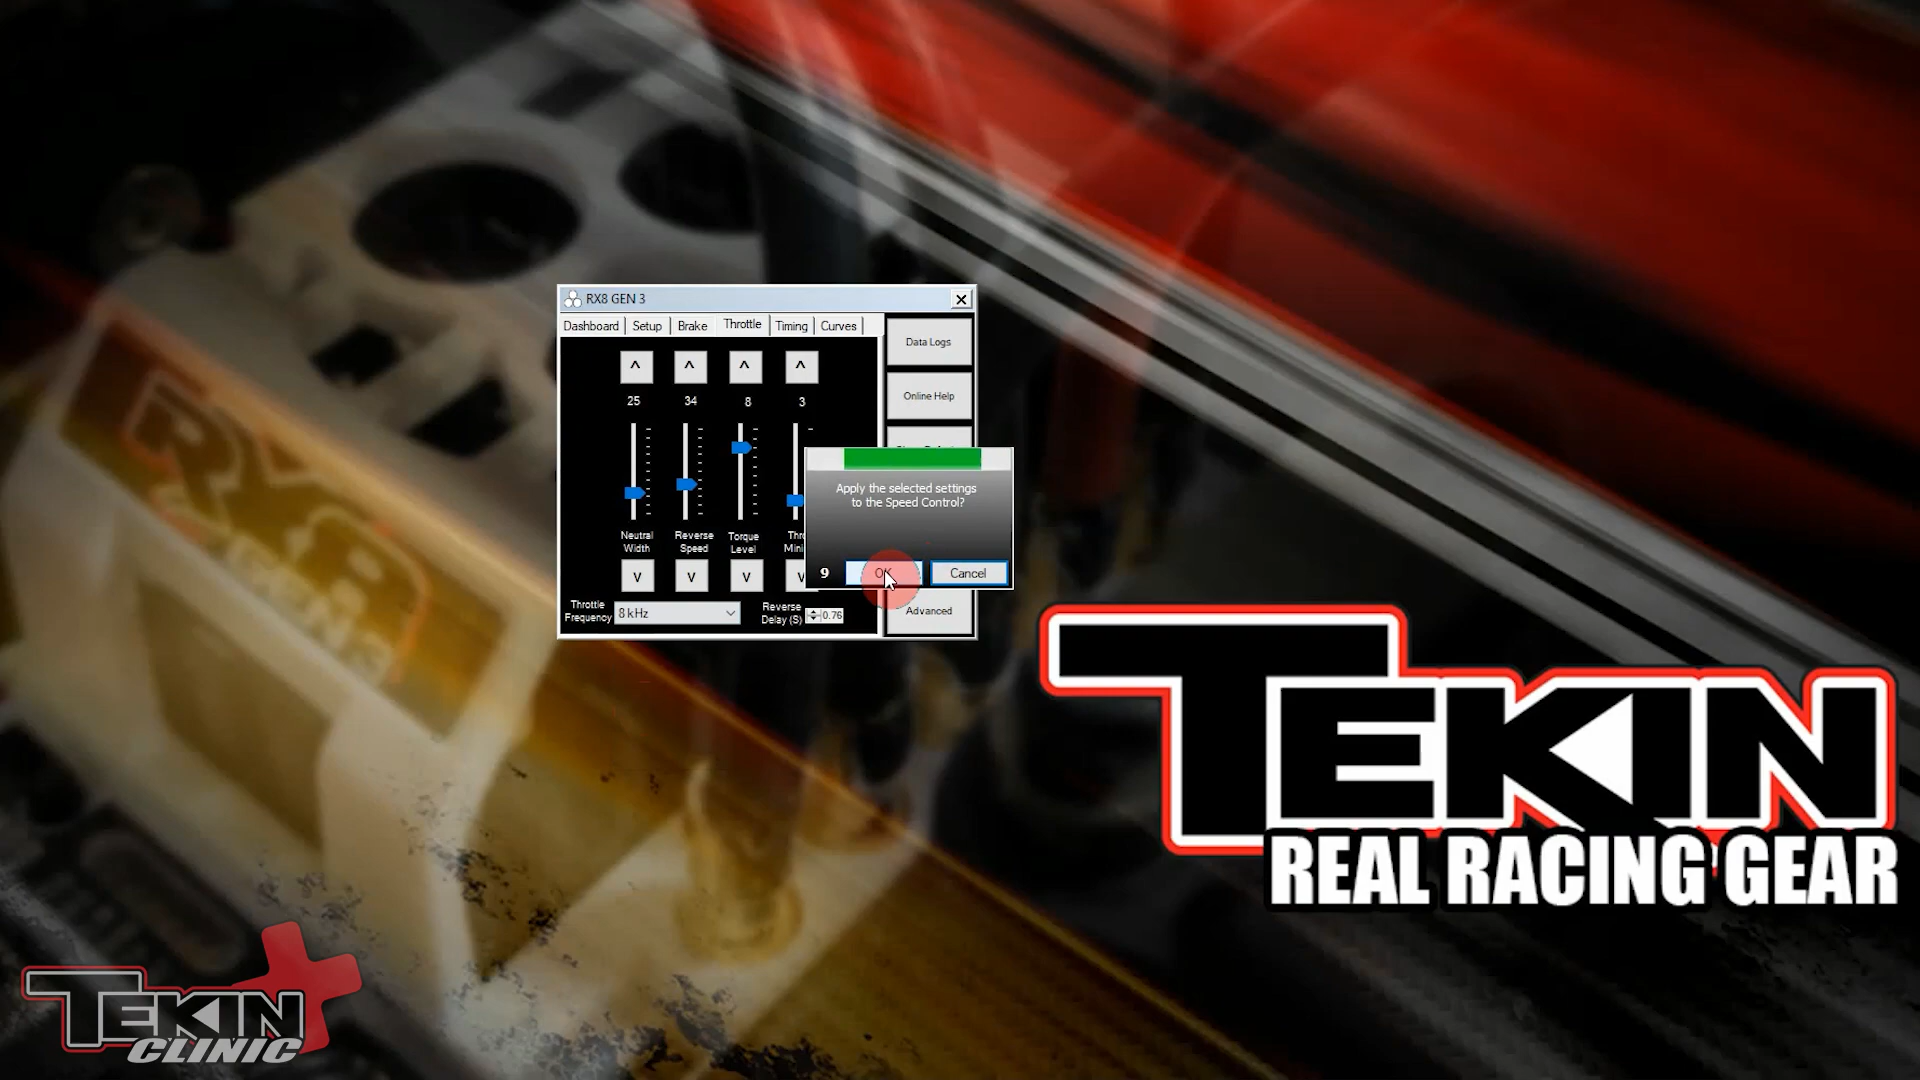 RX8 GEN 3
Dashboard Setup Brake Throttle Timing Curves
Data Logs
Online Help
^ ^ ^ ^
25 34 8 3
Neutral Width
Reverse Speed
Torque Level
v v v v
Throttle Frequency
8 kHz
Reverse Delay (S)
0.76
Apply the selected settings
to the Speed Control?
9 OK Cancel
Advanced
TEKIN
REAL RACING GEAR
TEKIN
CLINIC
RX8
GEN3